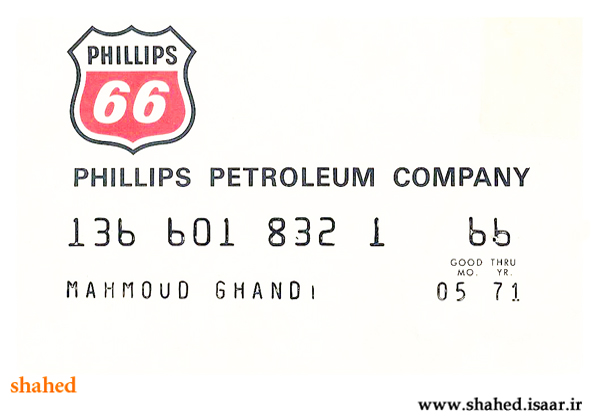 PHILLIPS
66
PHILLIPS PETROLEUM COMPANY
136 601 832 1 66
GOOD THRU
MO. YR.
MAHMOUD GHANDI 05 71
shahed
www.shahed.isaar.ir